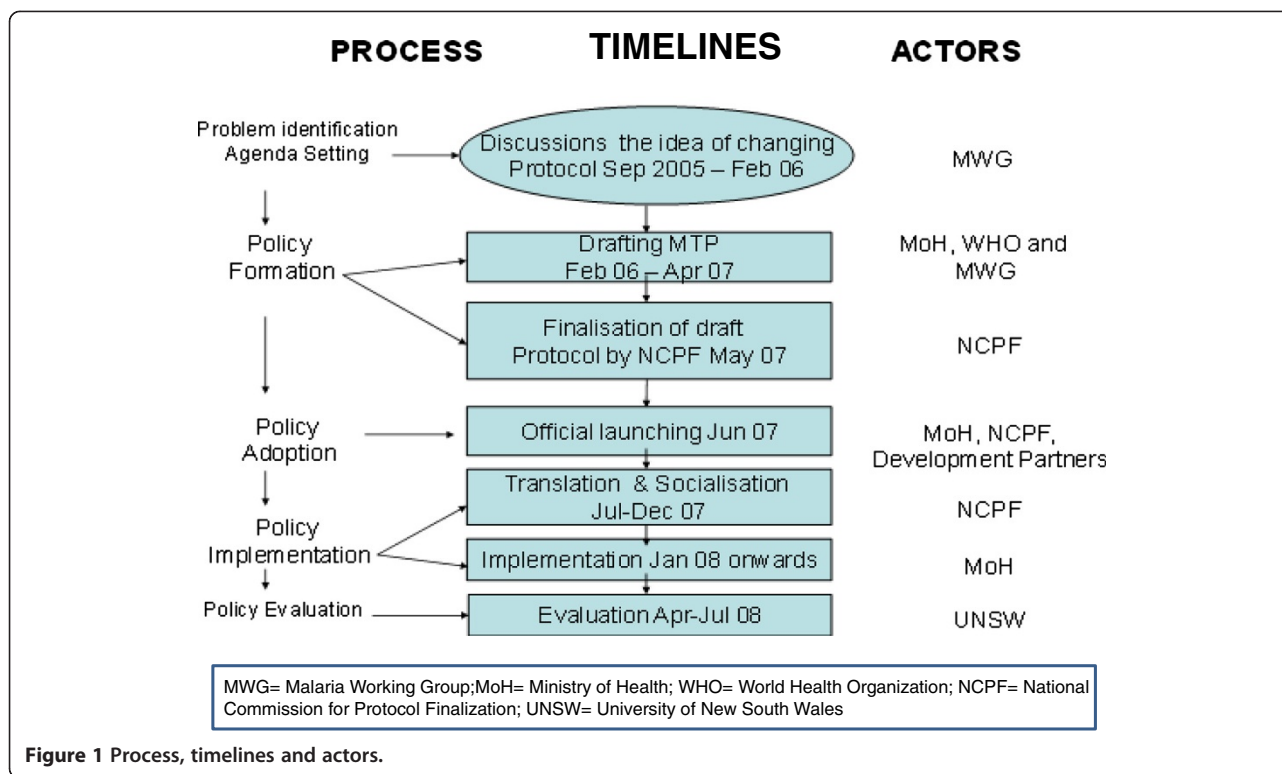 PROCESS TIMELINES ACTORS
Problem identification
Agenda Setting
Discussions the idea of changing
Protocol Sep 2005 – Feb 06
MWG
Policy
Formation
Drafting MTP
Feb 06 – Apr 07
MoH, WHO and
MWG
Finalisation of draft
Protocol by NCPF May 07
NCPF
Policy
Adoption
Official launching Jun 07
MoH, NCPF,
Development Partners
Translation & Socialisation
Jul-Dec 07
NCPF
Policy
Implementation
Implementation Jan 08 onwards
MoH
Policy Evaluation
Evaluation Apr-Jul 08
UNSW
MWG= Malaria Working Group;MoH= Ministry of Health; WHO= World Health Organization; NCPF= National
Commission for Protocol Finalization; UNSW= University of New South Wales
Figure 1 Process, timelines and actors.